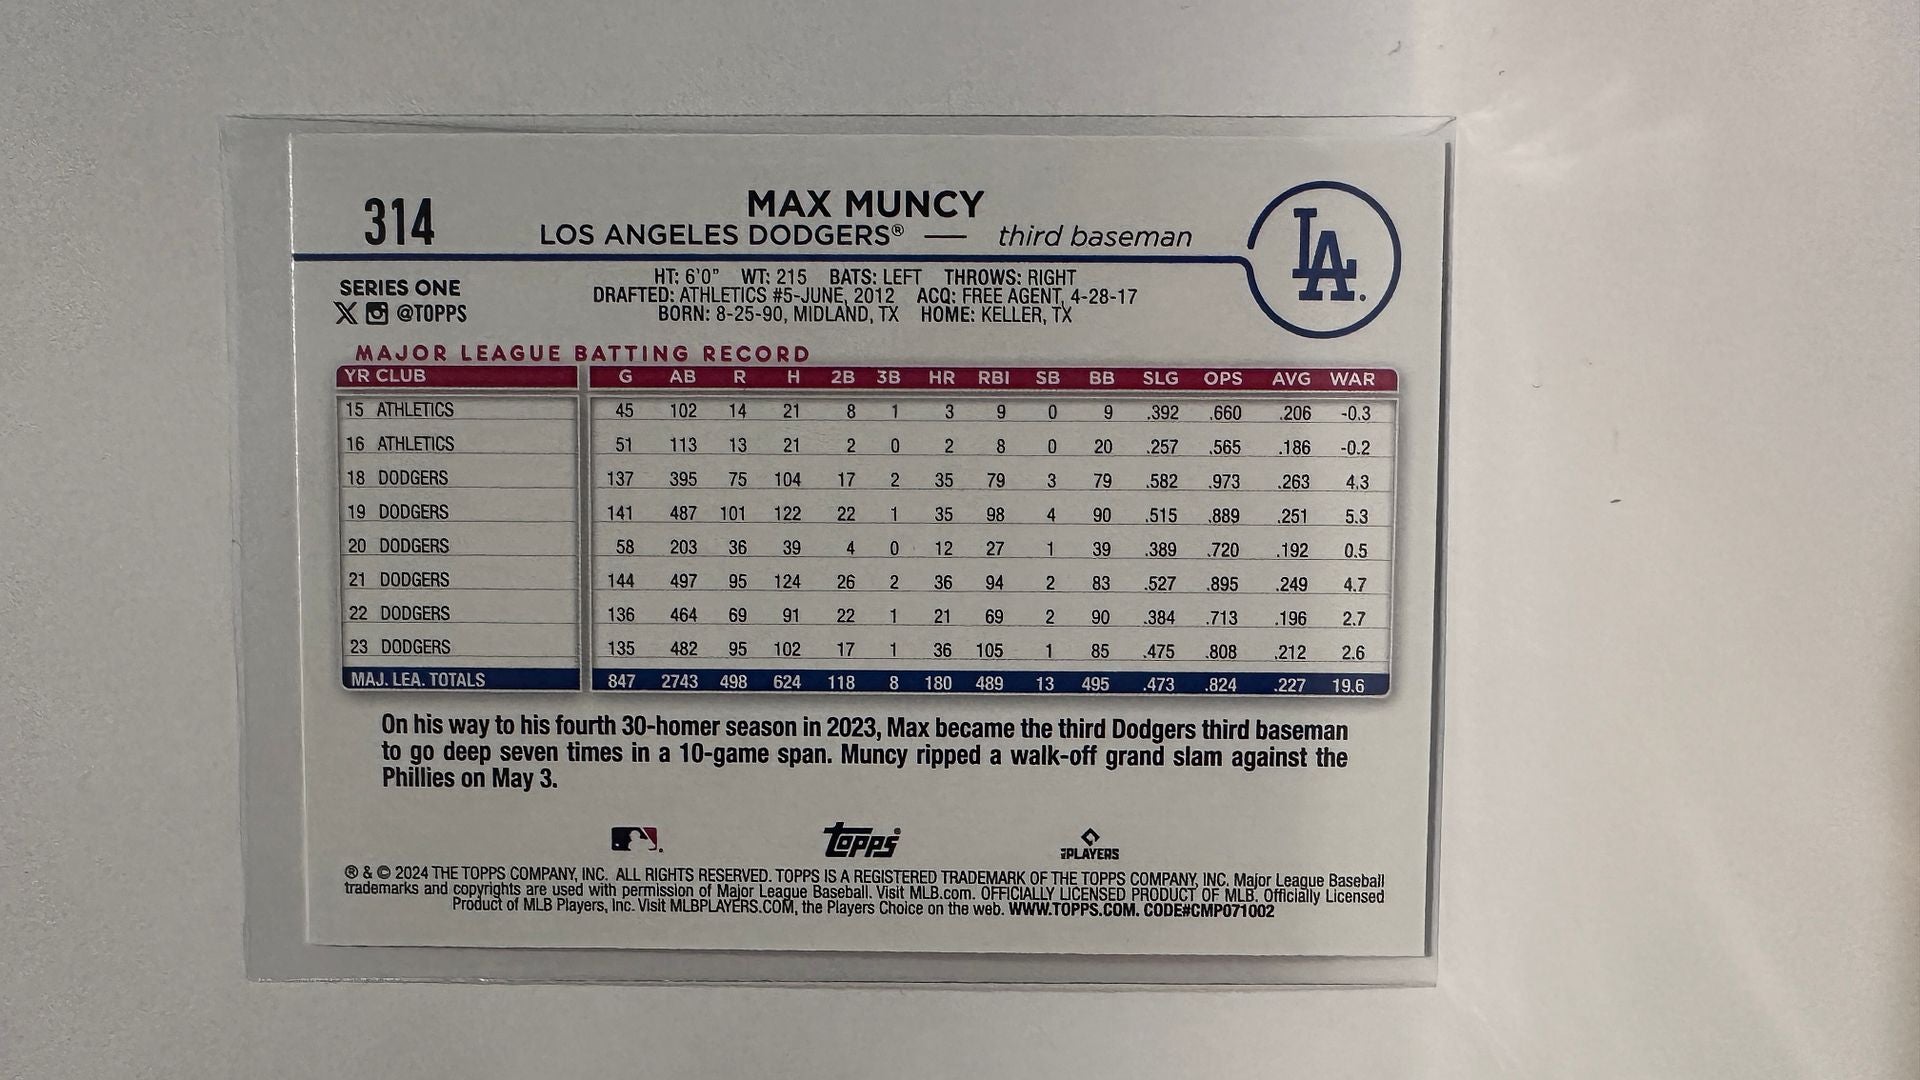 314
MAX MUNCY
LOS ANGELES DODGERS® — third baseman
LA
SERIES ONE
@TOPPS
HT: 6'0" WT: 215 BATS: LEFT THROWS: RIGHT
DRAFTED: ATHLETICS #5-JUNE, 2012 ACQ: FREE AGENT, 4-28-17
BORN: 8-25-90, MIDLAND, TX HOME: KELLER, TX
MAJOR LEAGUE BATTING RECORD
YR CLUB G AB R H 2B 3B HR RBI SB BB SLG OPS AVG WAR
15 ATHLETICS 45 102 14 21 8 1 3 9 0 9 .392 .660 .206 -0.3
16 ATHLETICS 51 113 13 21 2 0 2 8 0 20 .257 .565 .186 -0.2
18 DODGERS 137 395 75 104 17 2 35 79 3 79 .582 .973 .263 4.3
19 DODGERS 141 487 101 122 22 1 35 98 4 90 .515 .889 .251 5.3
20 DODGERS 58 203 36 39 4 0 12 27 1 39 .389 .720 .192 0.5
21 DODGERS 144 497 95 124 26 2 36 94 2 83 .527 .895 .249 4.7
22 DODGERS 136 464 69 91 22 1 21 69 2 90 .384 .713 .196 2.7
23 DODGERS 135 482 95 102 17 1 36 105 1 85 .475 .808 .212 2.6
MAJ. LEA. TOTALS 847 2743 498 624 118 8 180 489 13 495 .473 .824 .227 19.6
On his way to his fourth 30-homer season in 2023, Max became the third Dodgers third baseman
to go deep seven times in a 10-game span. Muncy ripped a walk-off grand slam against the
Phillies on May 3.
Topps
PLAYERS
® & © 2024 THE TOPPS COMPANY, INC. ALL RIGHTS RESERVED. TOPPS IS A REGISTERED TRADEMARK OF THE TOPPS COMPANY, INC. Major League Baseball
trademarks and copyrights are used with permission of Major League Baseball. Visit MLB.com. OFFICIALLY LICENSED PRODUCT OF MLB. Officially Licensed
Product of MLB Players, Inc. Visit MLBPLAYERS.COM, the Players Choice on the web. WWW.TOPPS.COM. CODE#CMP071002